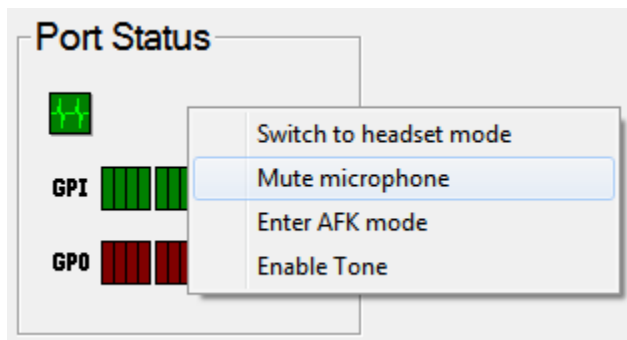 Port Status
Switch to headset mode
Mute microphone
GPI
Enter AFK mode
GPO
Enable Tone